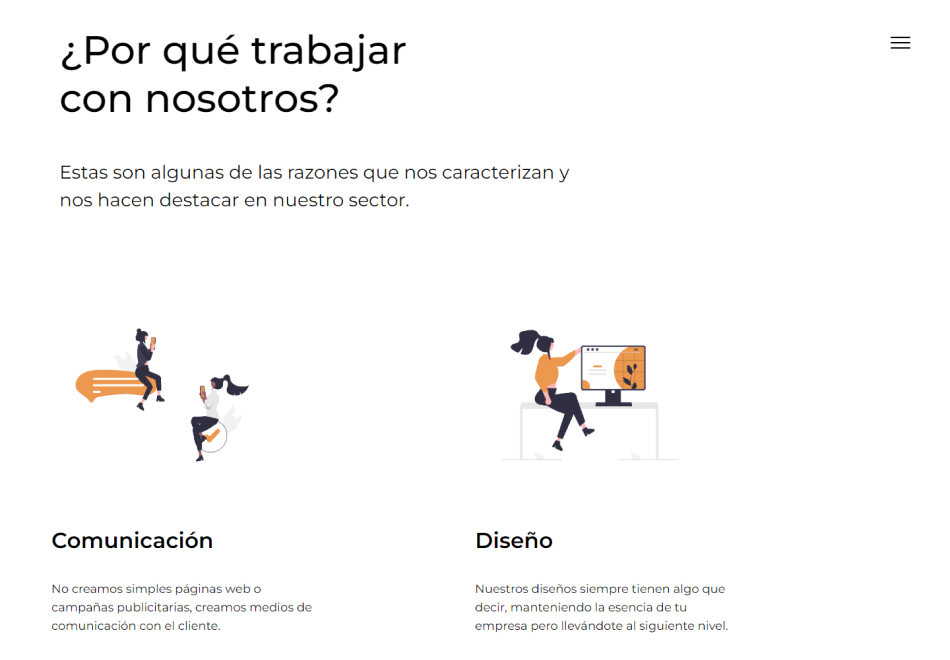 ¿Por qué trabajar
con nosotros?
Estas son algunas de las razones que nos caracterizan y
nos hacen destacar en nuestro sector.
Comunicación
No creamos simples páginas web o
campañas publicitarias, creamos medios de
comunicación con el cliente.
Diseño
Nuestros diseños siempre tienen algo que
decir, manteniendo la esencia de tu
empresa pero llevándote al siguiente nivel.